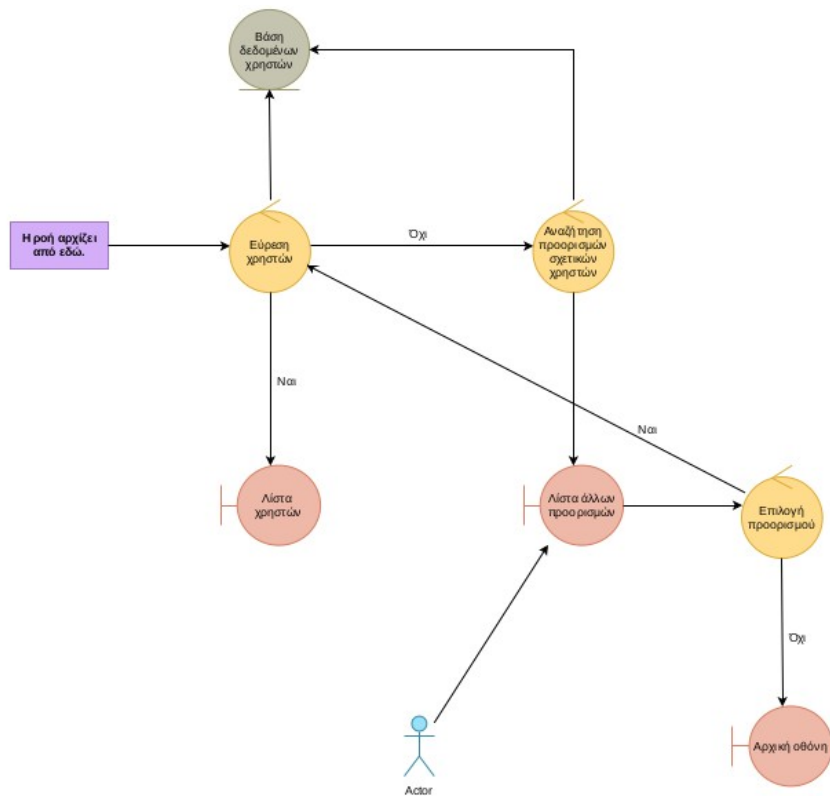 Βάση
δεδομένων
χρηστών
Η ροή αρχίζει
από εδώ.
Εύρεση
χρηστών
Όχι
Αναζήτηση
προορισμών
σχετικών
χρηστών
Ναι
Ναι
Λίστα
χρηστών
Λίστα άλλων
προορισμών
Επιλογή
προορισμού
Όχι
Αρχική οθόνη
Actor